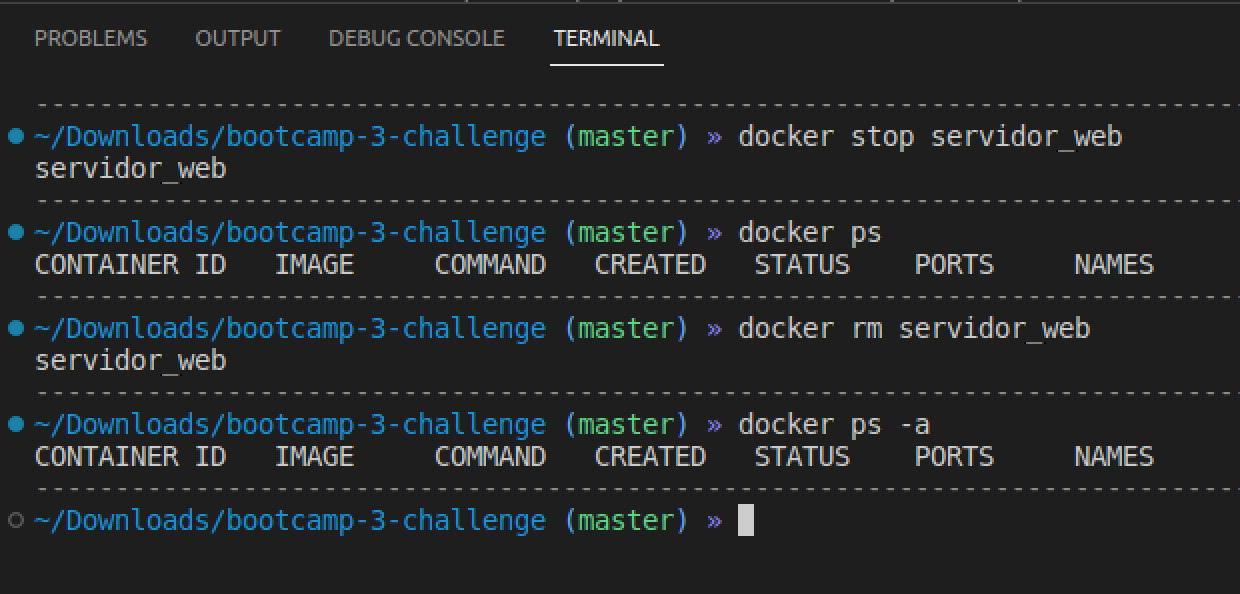 PROBLEMS OUTPUT DEBUG CONSOLE TERMINAL
~/Downloads/bootcamp-3-challenge (master) » docker stop servidor_web
servidor_web
~/Downloads/bootcamp-3-challenge (master) » docker ps
CONTAINER ID IMAGE COMMAND CREATED STATUS PORTS NAMES
~/Downloads/bootcamp-3-challenge (master) » docker rm servidor_web
servidor_web
~/Downloads/bootcamp-3-challenge (master) » docker ps -a
CONTAINER ID IMAGE COMMAND CREATED STATUS PORTS NAMES
~/Downloads/bootcamp-3-challenge (master) »